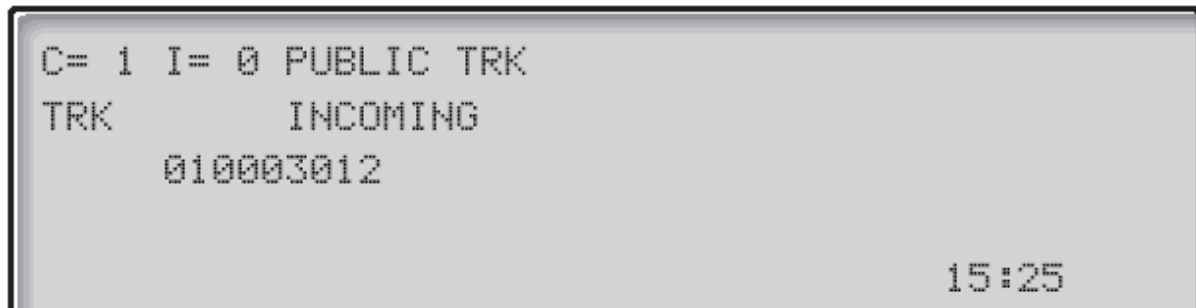 C= 1 I= 0 PUBLIC TRK
TRK INCOMING
010003012
15:25